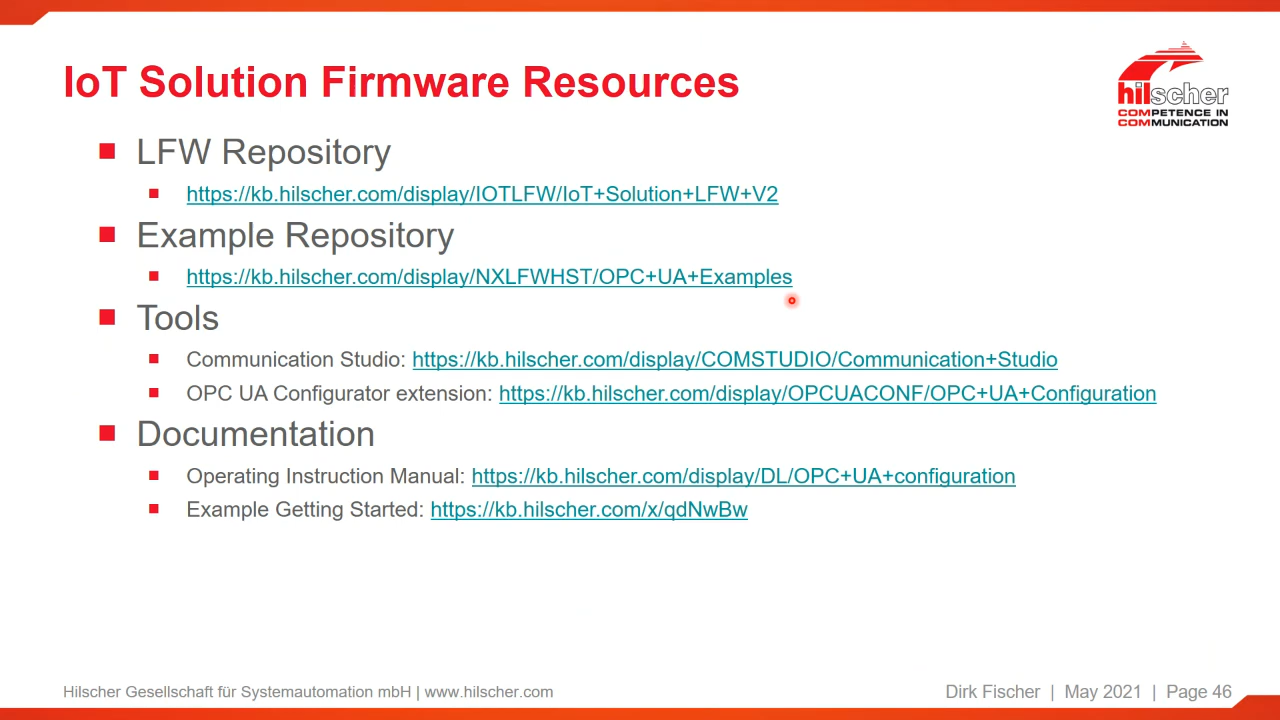 IoT Solution Firmware Resources
hilscher
COMPETENCE IN
COMMUNICATION
LFW Repository
https://kb.hilscher.com/display/IOTLFW/IoT+Solution+LFW+V2
Example Repository
https://kb.hilscher.com/display/NXLFWHST/OPC+UA+Examples
Tools
Communication Studio: https://kb.hilscher.com/display/COMSTUDIO/Communication+Studio
OPC UA Configurator extension: https://kb.hilscher.com/display/OPCUACONF/OPC+UA+Configuration
Documentation
Operating Instruction Manual: https://kb.hilscher.com/display/DL/OPC+UA+configuration
Example Getting Started: https://kb.hilscher.com/x/qdNwBw
Hilscher Gesellschaft für Systemautomation mbH | www.hilscher.com
Dirk Fischer | May 2021 | Page 46